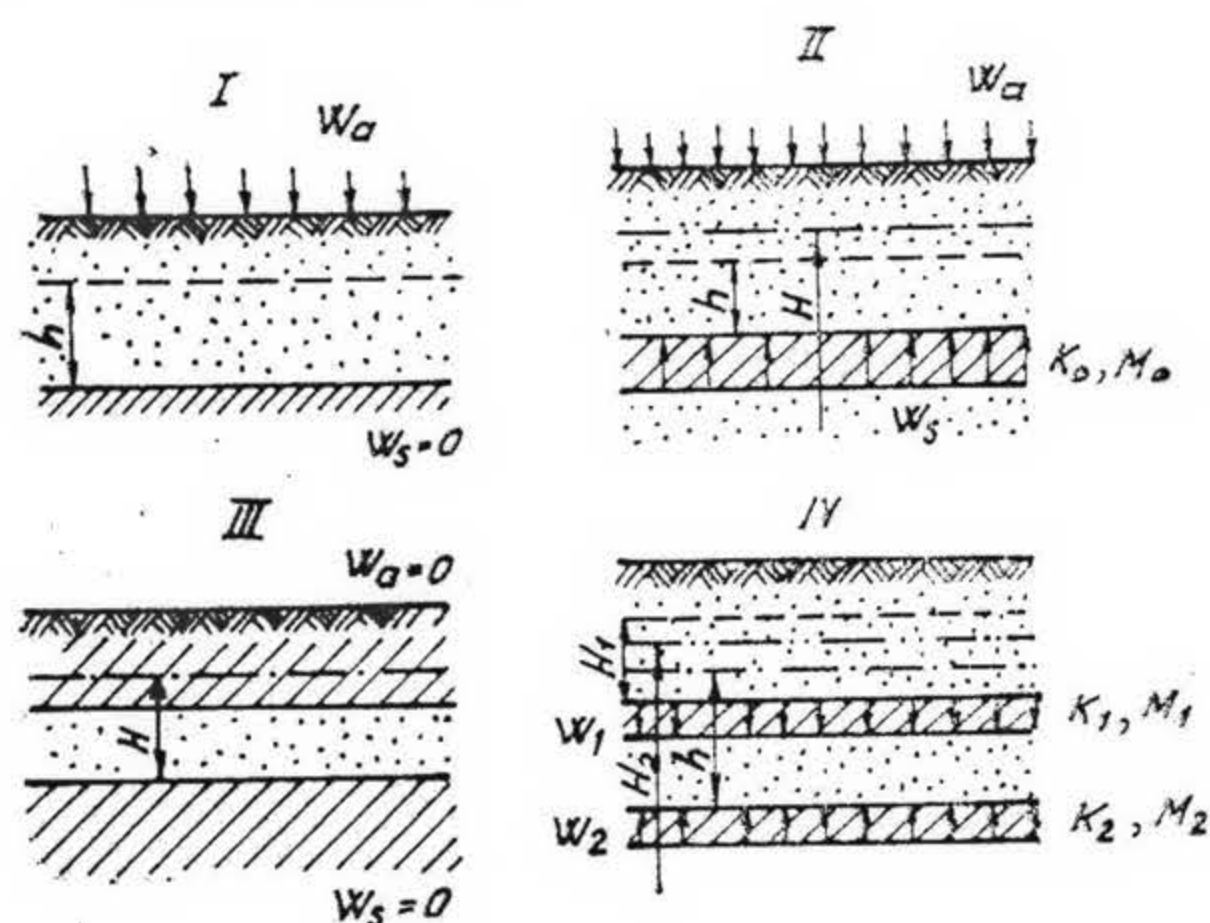 I
Wa
h
Ws=0
II
Wa
h
H
K₀, M₀
Ws
III
Wa=0
H
Ws=0
IV
H₁
W₁
H₂
h
K₁, M₁
W₂
K₂, M₂